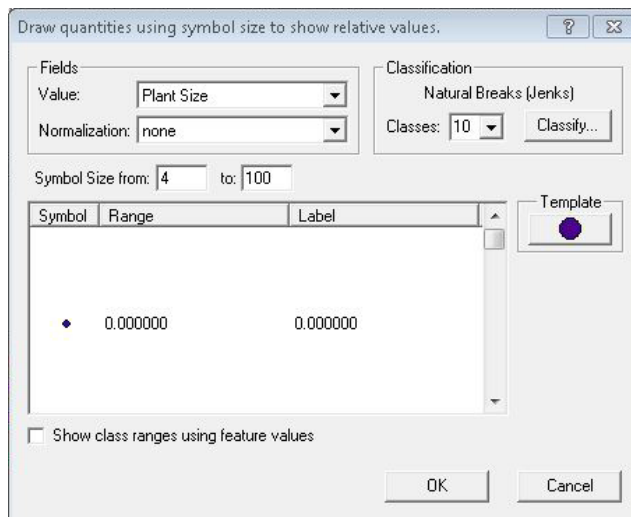 Draw quantities using symbol size to show relative values.
Fields
Value: Plant Size
Normalization: none
Classification
Natural Breaks (Jenks)
Classes: 10 Classify...
Symbol Size from: 4 to: 100
Symbol Range Label
0.000000 0.000000
Template
Show class ranges using feature values
OK Cancel